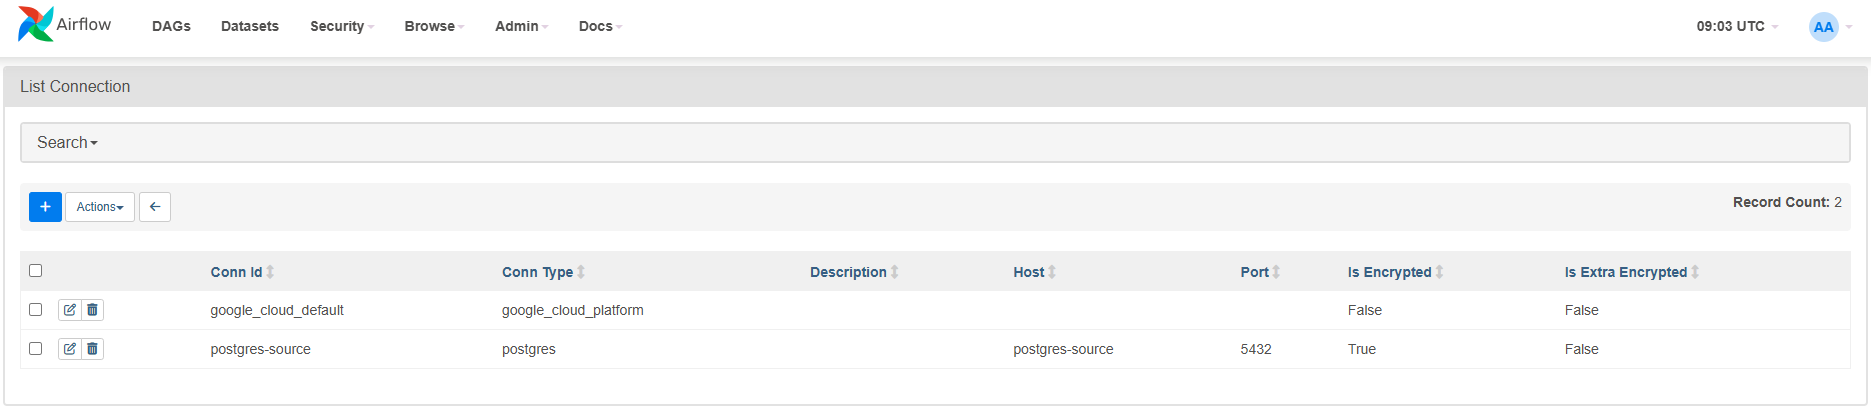 Airflow DAGs Datasets Security Browse Admin Docs 09:03 UTC AA
List Connection
Search
+ Actions Record Count: 2
Conn Id Conn Type Description Host Port Is Encrypted Is Extra Encrypted
google_cloud_default google_cloud_platform False False
postgres-source postgres postgres-source 5432 True False